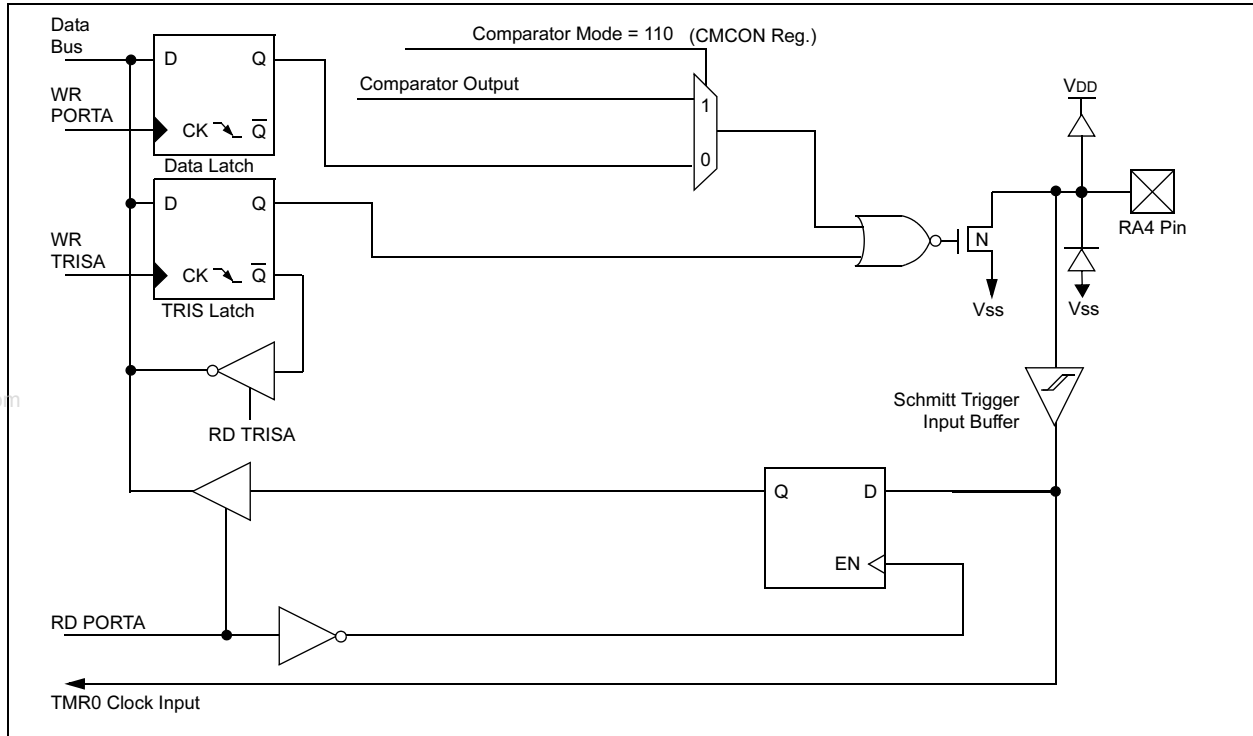 Data
Bus
D
Q
WR
PORTA
CK
Q
Data Latch
Comparator Mode = 110 (CMCON Reg.)
Comparator Output
1
0
VDD
RA4 Pin
D
Q
WR
TRISA
CK
Q
TRIS Latch
N
Vss
Vss
RD TRISA
om
Schmitt Trigger
Input Buffer
Q
D
EN
RD PORTA
TMR0 Clock Input